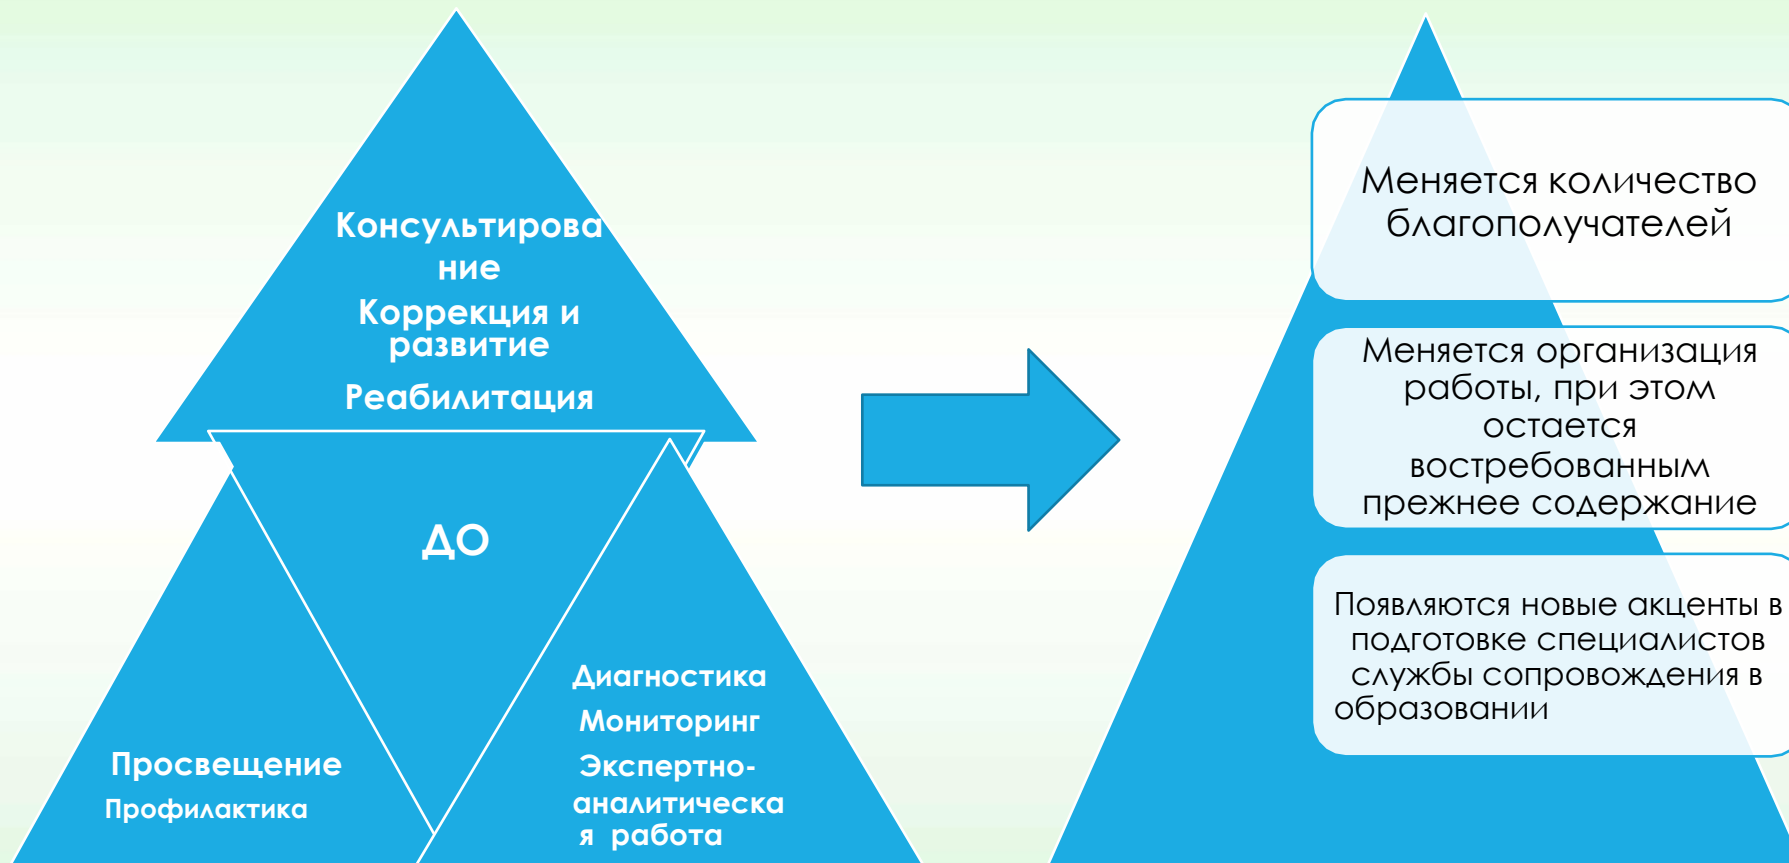 Консультирова
ние
Коррекция и
развитие
Реабилитация
ДО
Просвещение
Профилактика
Диагностика
Мониторинг
Экспертно-
аналитическа
я работа
Меняется количество
благополучателей
Меняется организация
работы, при этом
остается
востребованным
прежнее содержание
Появляются новые акценты в
подготовке специалистов
службы сопровождения в
образовании